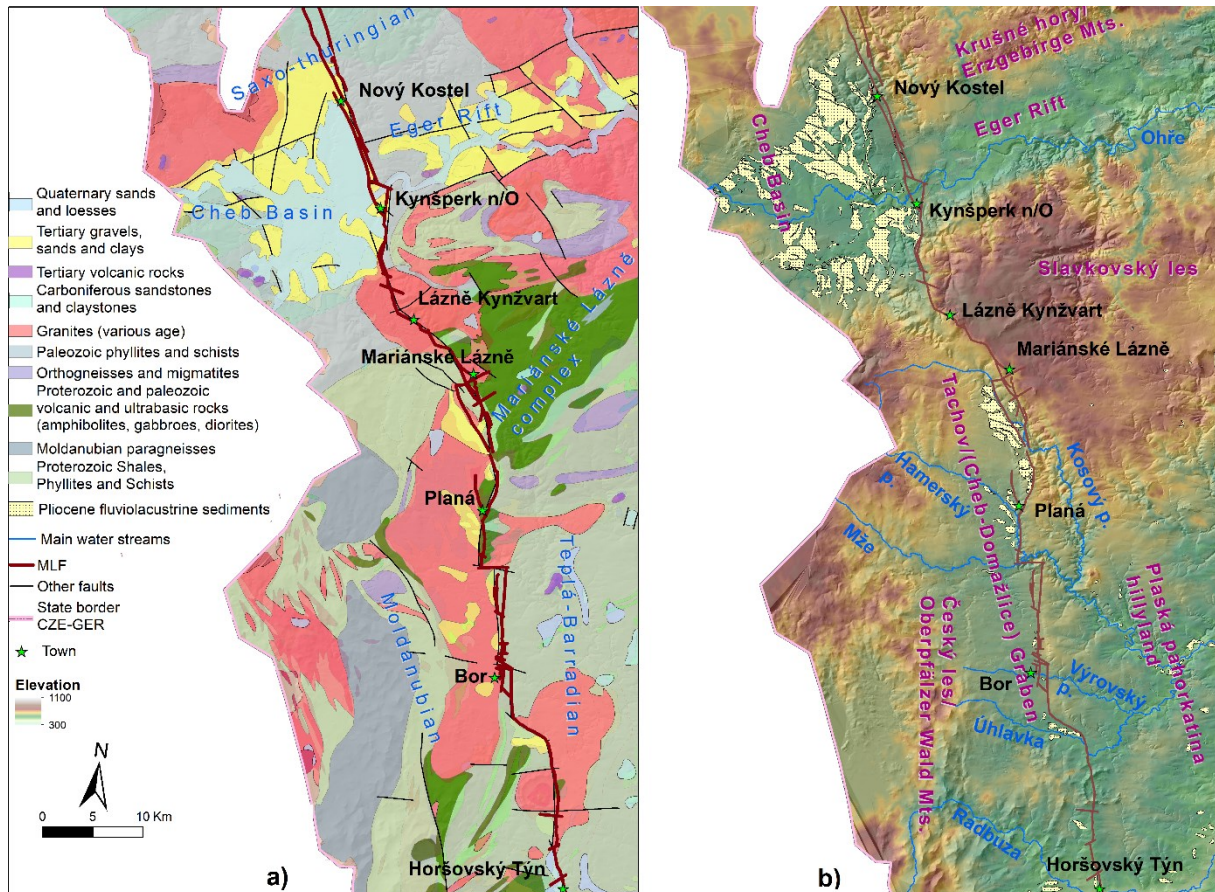 Saxo-thuringian
Nový Kostel
Eger Rift
Cheb Basin
Kynšperk n/O
Lázně Kynžvart
Mariánské Lázně
Mariánské Lázně
complex
Planá
Teplá-Barradian
Moldanubian
Bor
Horšovský Týn
a)
Quaternary sands
and loesses
Tertiary gravels,
sands and clays
Tertiary volcanic rocks
Carboniferous sandstones
and claystones
Granites (various age)
Paleozoic phyllites and schists
Orthogneisses and migmatites
Proterozoic and paleozoic
volcanic and ultrabasic rocks
(amphibolites, gabbroes, diorites)
Moldanubian paragneisses
Proterozoic Shales,
Phyllites and Schists
Pliocene fluviolacustrine sediments
Main water streams
MLF
Other faults
State border
CZE-GER
Town
Elevation
1100
300
N
0 5 10 Km
Krušné hory/
Erzgebirge Mts.
Nový Kostel
Eger Rift
Ohře
Cheb Basin
Kynšperk n/O
Slavkovský les
Lázně Kynžvart
Mariánské Lázně
Tachov/(Cheb-Domažlice) Graben
Kosový p.
Hamerský
p.
Planá
Mže
Plaská pahorkatina
hillyland
Český les/
Oberpfälzer Wald Mts.
Bor
Výrovský
p.
Úhlavka
Radbuza
Horšovský Týn
b)